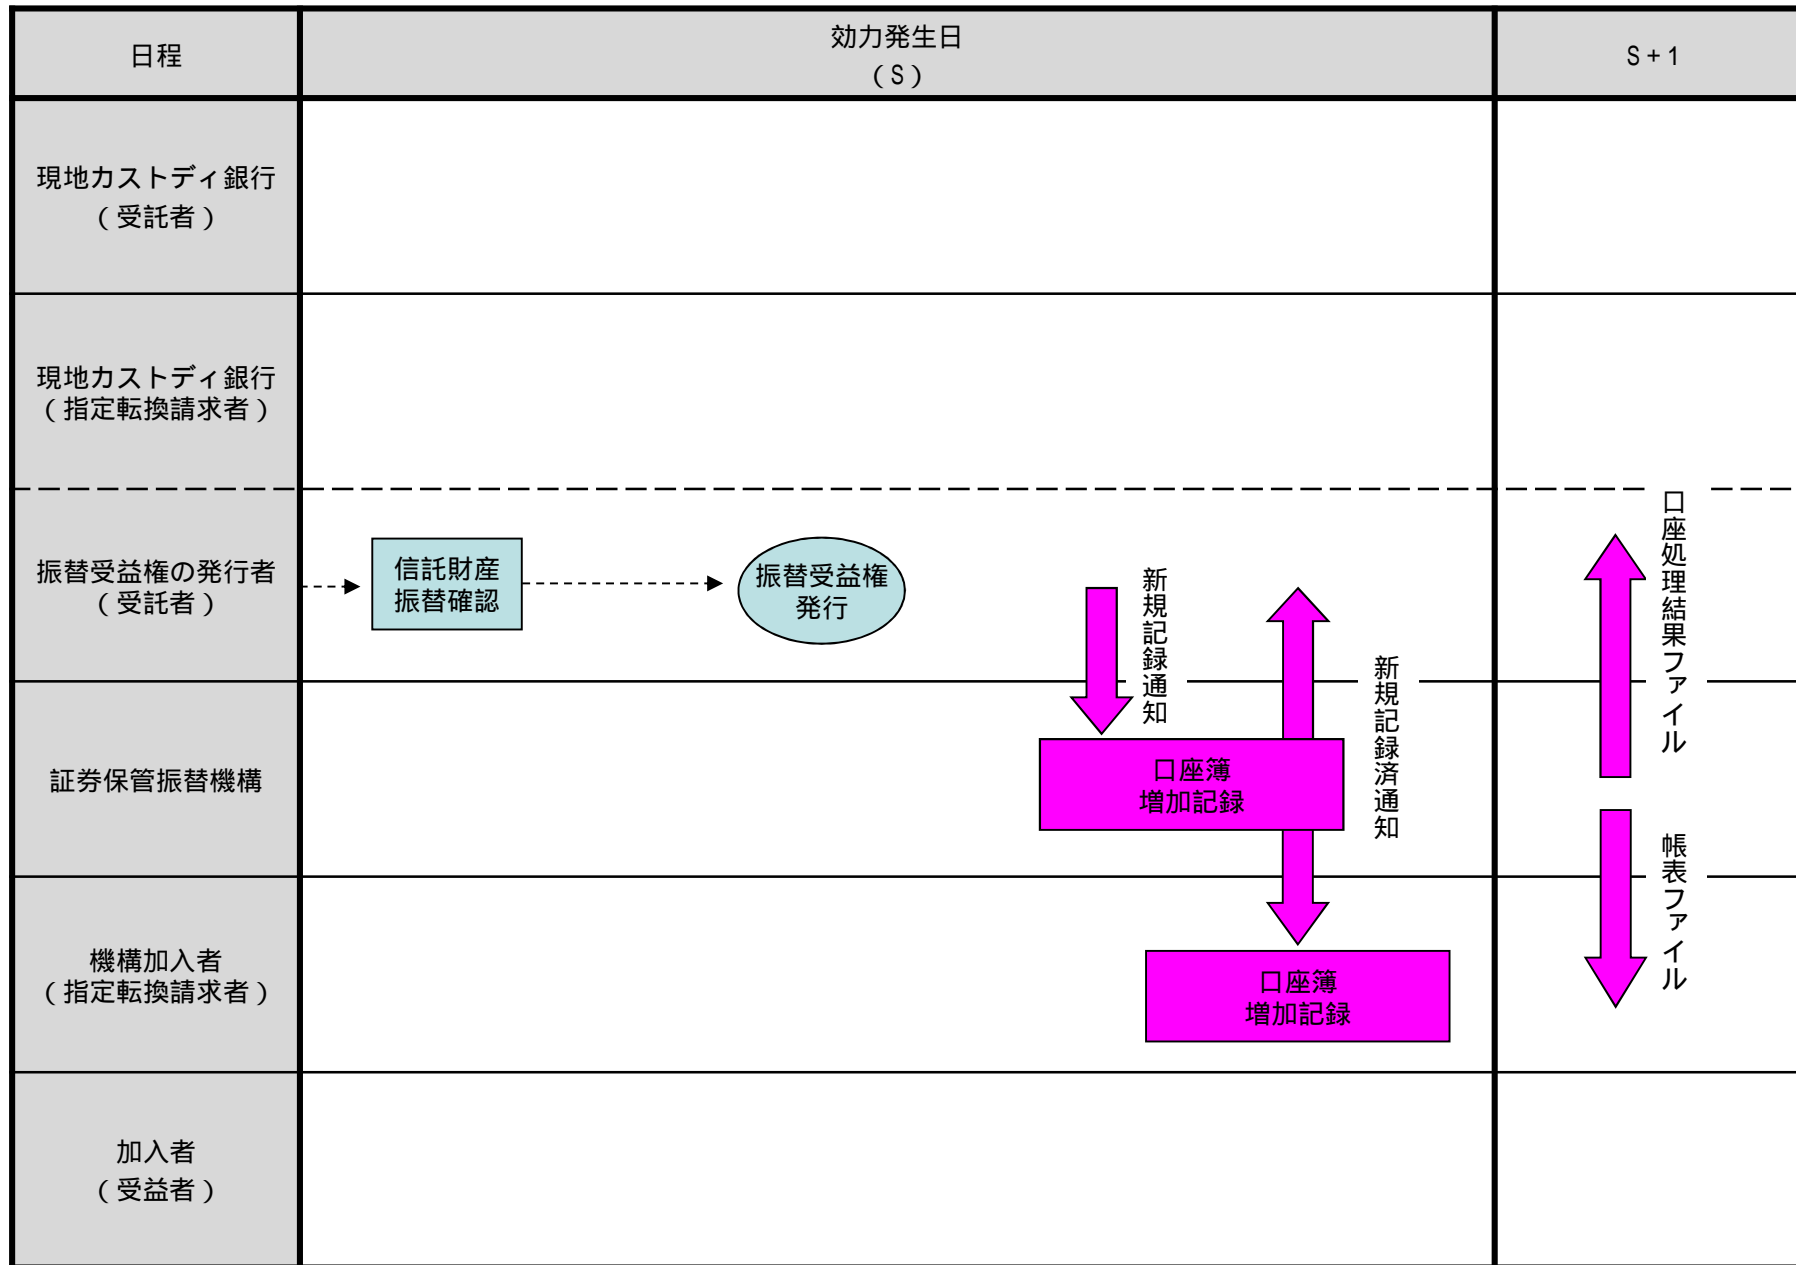 日程
効力発生日
（S）
S+1
現地カストディ銀行
（受託者）
現地カストディ銀行
（指定転換請求者）
振替受益権の発行者
（受託者）
信託財産
振替確認
振替受益権
発行
新規記録通知
新規記録済通知
口座処理結果ファイル
証券保管振替機構
口座簿
増加記録
帳表ファイル
機構加入者
（指定転換請求者）
口座簿
増加記録
加入者
（受益者）